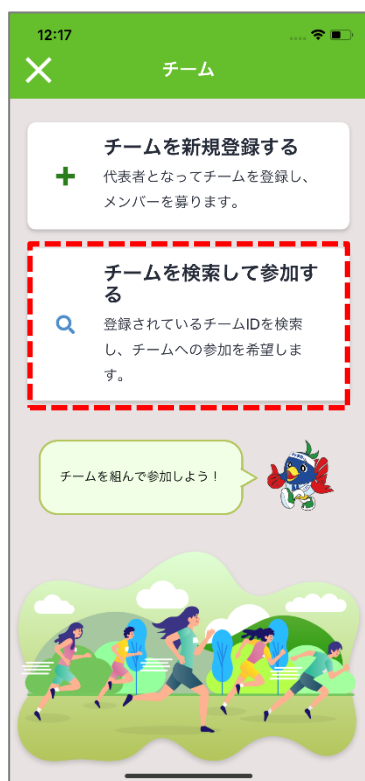 12:17
チーム
チームを新規登録する
代表者となってチームを登録し、
メンバーを募ります。
チームを検索して参加す
る
登録されているチームIDを検索
し、チームへの参加を希望しま
す。
チームを組んで参加しよう！